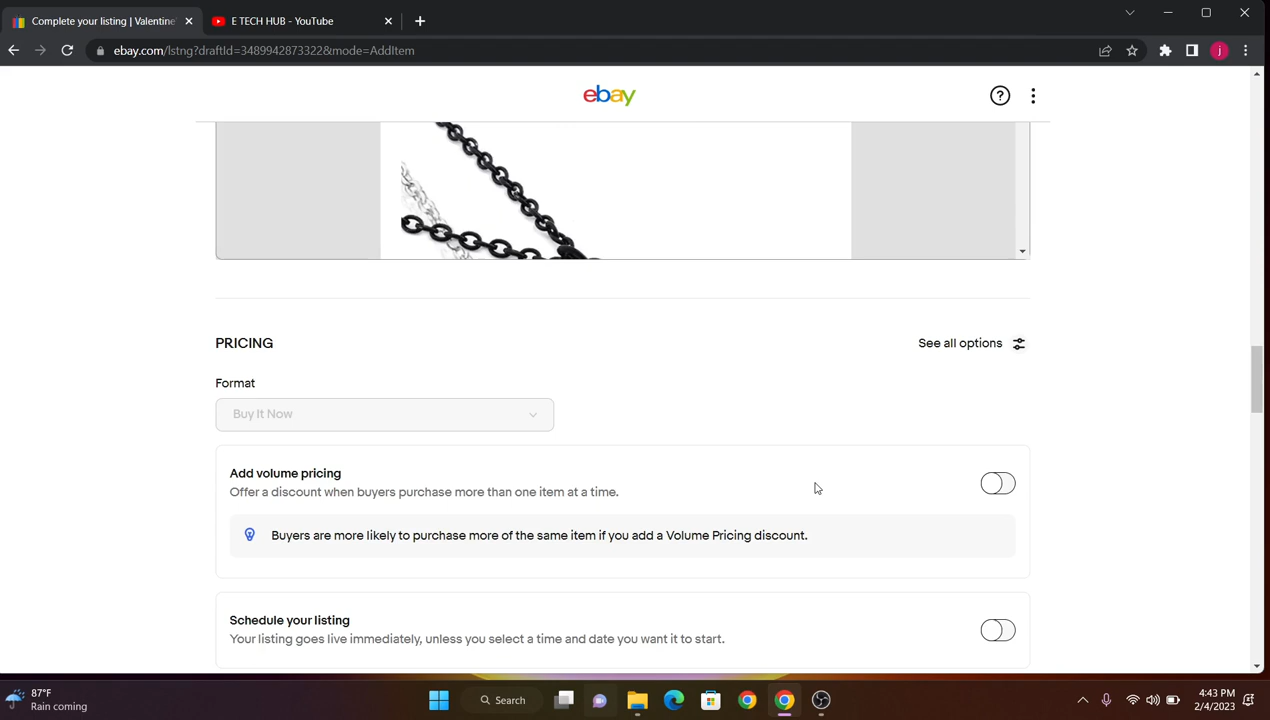 Complete your listing | Valentine'
E TECH HUB - YouTube
ebay.com/lstng?draftId=3489942873322&mode=AddItem
j
ebay
PRICING
See all options
Format
Buy It Now
Add volume pricing
Offer a discount when buyers purchase more than one item at a time.
Buyers are more likely to purchase more of the same item if you add a Volume Pricing discount.
Schedule your listing
Your listing goes live immediately, unless you select a time and date you want it to start.
87°F
Rain coming
Search
4:43 PM
2/4/2023